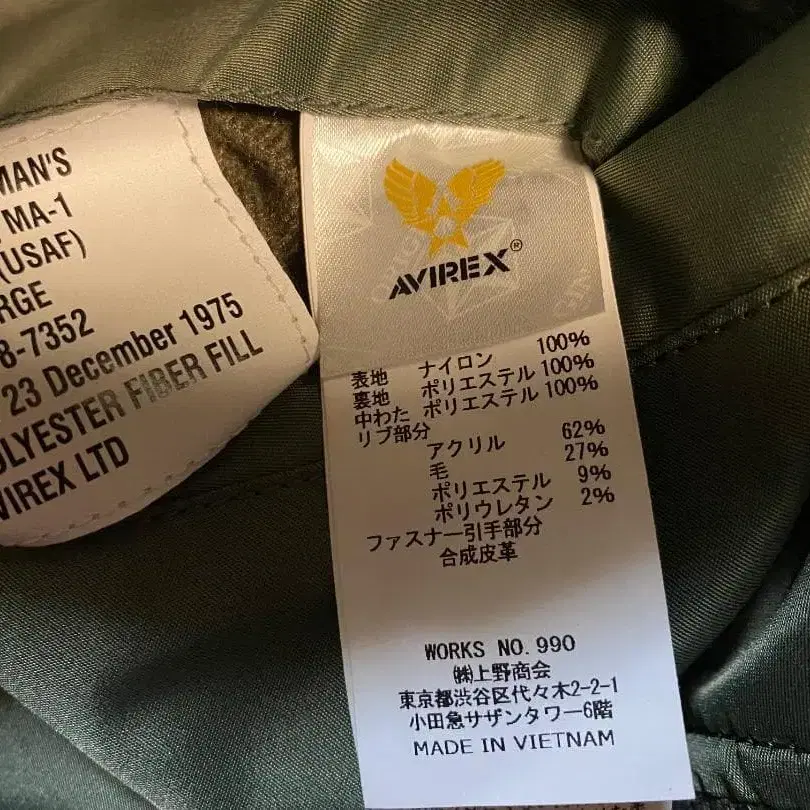 MAN'S
MA-1
(USAF)
RGE
8-7352
23 December 1975
OLYESTER FIBER FILL
VIREX LTD
AVIREX®
表地 ナイロン 100%
裏地 ポリエステル 100%
中わた ポリエステル 100%
リブ部分
アクリル 62%
毛 27%
ポリエステル 9%
ポリウレタン 2%
ファスナー引手部分
合成皮革
WORKS NO. 990
㈱上野商会
東京都渋谷区代々木2-2-1
小田急サザンタワー6階
MADE IN VIETNAM